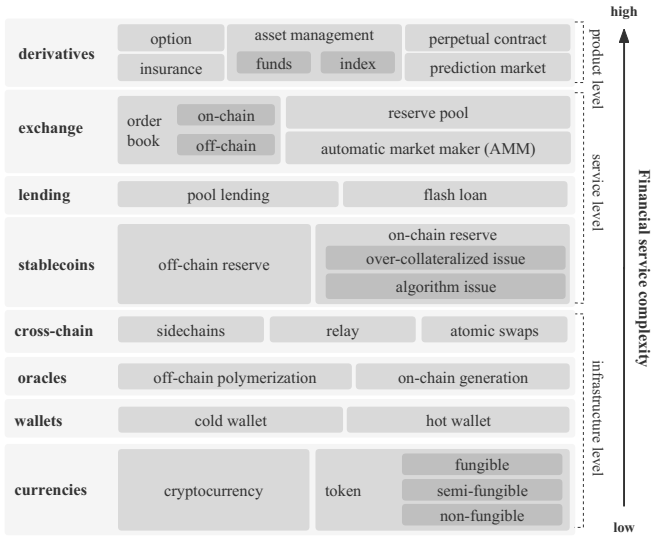 high
derivatives
option
insurance
asset management
funds
index
perpetual contract
prediction market
product level
exchange
order
book
on-chain
off-chain
reserve pool
automatic market maker (AMM)
lending
pool lending
flash loan
service level
stablecoins
off-chain reserve
on-chain reserve
over-collateralized issue
algorithm issue
cross-chain
sidechains
relay
atomic swaps
oracles
off-chain polymerization
on-chain generation
infrastructure level
wallets
cold wallet
hot wallet
currencies
cryptocurrency
token
fungible
semi-fungible
non-fungible
Financial service complexity
low